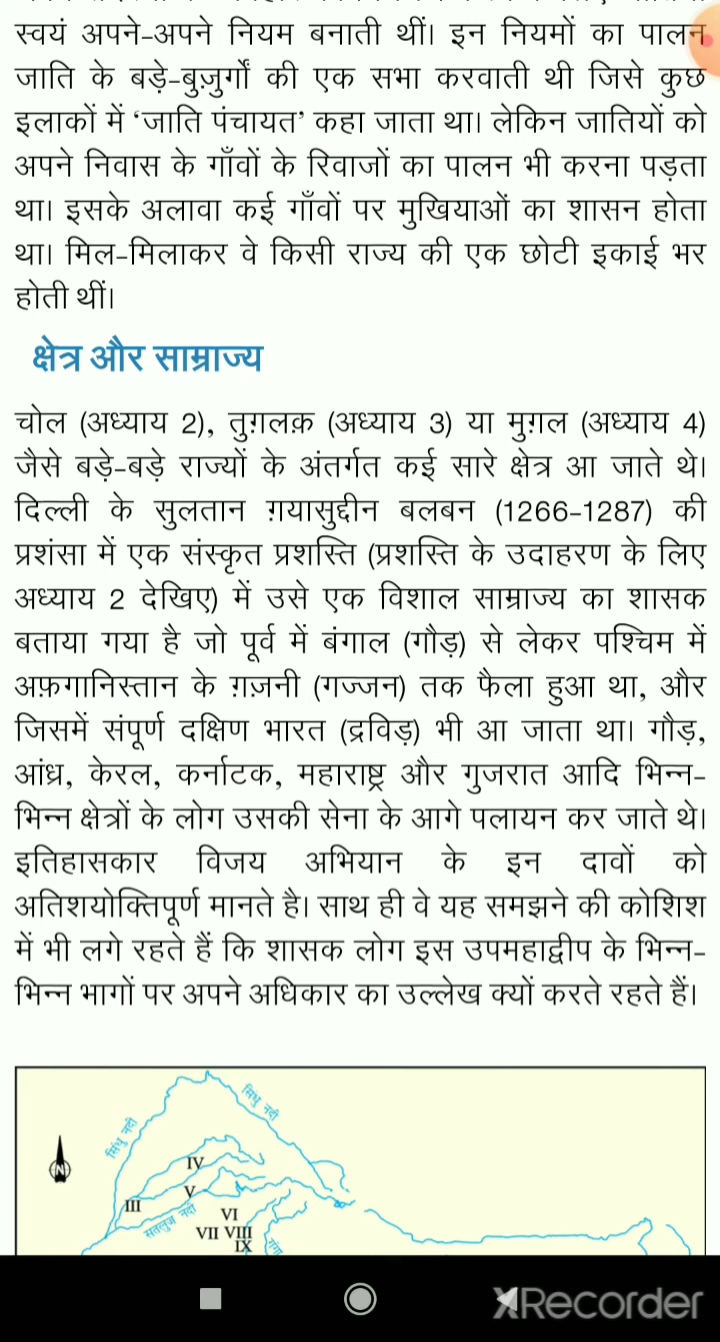 स्वयं अपने-अपने नियम बनाती थीं। इन नियमों का पालन
जाति के बड़े-बुज़ुर्गों की एक सभा करवाती थी जिसे कुछ
इलाकों में ‘जाति पंचायत’ कहा जाता था। लेकिन जातियों को
अपने निवास के गाँवों के रिवाजों का पालन भी करना पड़ता
था। इसके अलावा कई गाँवों पर मुखियाओं का शासन होता
था। मिल-मिलाकर वे किसी राज्य की एक छोटी इकाई भर
होती थीं।
क्षेत्र और साम्राज्य
चोल (अध्याय 2), तुग़लक़ (अध्याय 3) या मुग़ल (अध्याय 4)
जैसे बड़े-बड़े राज्यों के अंतर्गत कई सारे क्षेत्र आ जाते थे।
दिल्ली के सुलतान ग़यासुद्दीन बलबन (1266-1287) की
प्रशंसा में एक संस्कृत प्रशस्ति (प्रशस्ति के उदाहरण के लिए
अध्याय 2 देखिए) में उसे एक विशाल साम्राज्य का शासक
बताया गया है जो पूर्व में बंगाल (गौड़) से लेकर पश्चिम में
अफ़गानिस्तान के ग़ज़नी (गज्जन) तक फैला हुआ था, और
जिसमें संपूर्ण दक्षिण भारत (द्रविड़) भी आ जाता था। गौड़,
आंध्र, केरल, कर्नाटक, महाराष्ट्र और गुजरात आदि भिन्न-
भिन्न क्षेत्रों के लोग उसकी सेना के आगे पलायन कर जाते थे।
इतिहासकार विजय अभियान के इन दावों को
अतिशयोक्तिपूर्ण मानते है। साथ ही वे यह समझने की कोशिश
में भी लगे रहते हैं कि शासक लोग इस उपमहाद्वीप के भिन्न-
भिन्न भागों पर अपने अधिकार का उल्लेख क्यों करते रहते हैं।
सिंधु नदी
सिंधु नदी
N
IV
V
III
सतलुज नदी
VI
VII VIII
IX
XRecorder